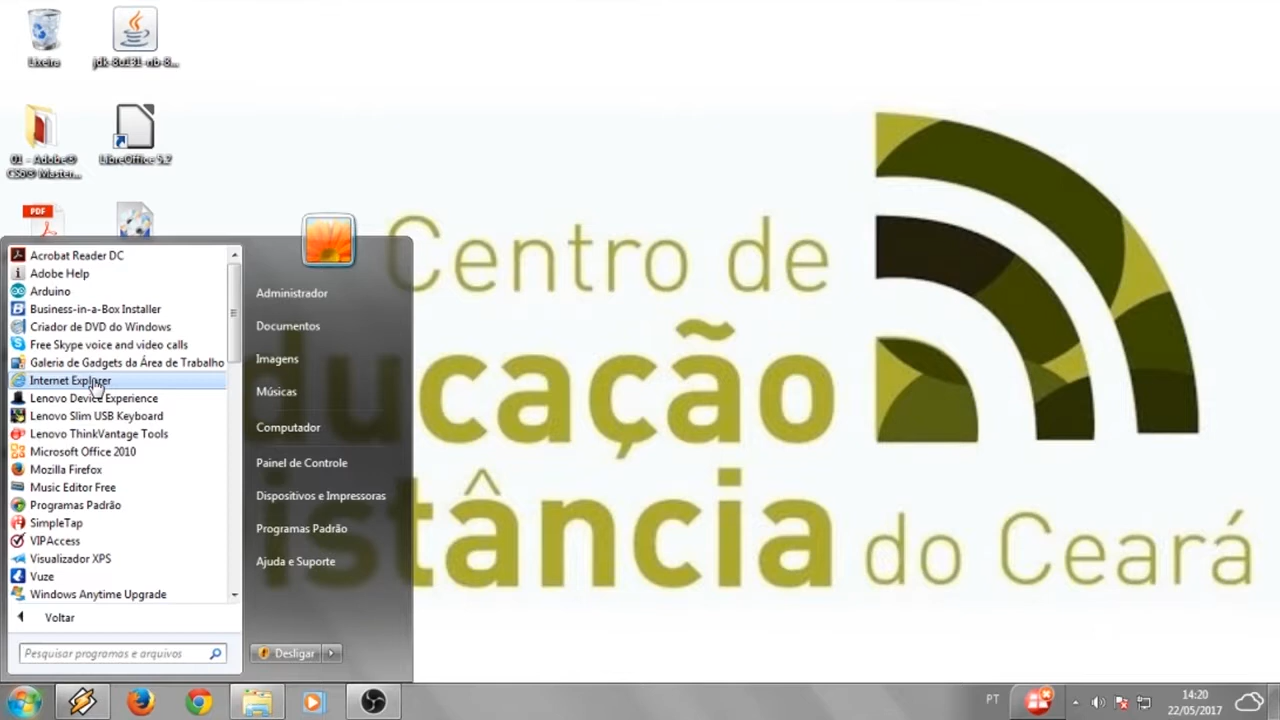 Lixeira
jdk-8u131-nb-8...
01 - Adobe®
CS6® Master...
LibreOffice 5.2
PDF
Centro de
ducação
istância do Ceará
Acrobat Reader DC
Adobe Help
Arduino
Business-in-a-Box Installer
Criador de DVD do Windows
Free Skype voice and video calls
Galeria de Gadgets da Área de Trabalho
Internet Explorer
Lenovo Device Experience
Lenovo Slim USB Keyboard
Lenovo ThinkVantage Tools
Microsoft Office 2010
Mozilla Firefox
Music Editor Free
Programas Padrão
SimpleTap
VIPAccess
Visualizador XPS
Vuze
Windows Anytime Upgrade
Voltar
Pesquisar programas e arquivos
Administrador
Documentos
Imagens
Músicas
Computador
Painel de Controle
Dispositivos e Impressoras
Programas Padrão
Ajuda e Suporte
Desligar
PT
14:20
22/05/2017